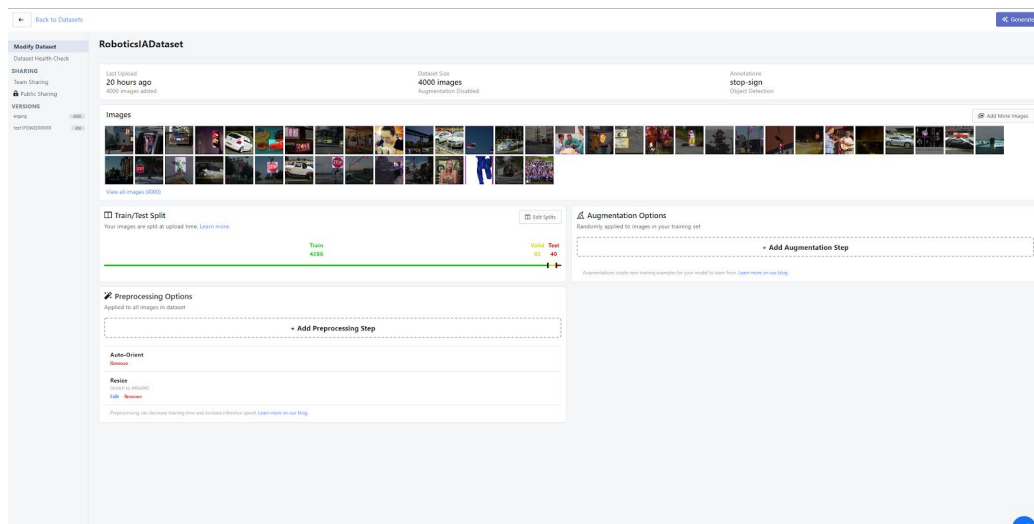 ← Back to Datasets
Generate
Modify Dataset
Dataset Health Check
SHARING
Team Sharing
Public Sharing
VERSIONS
RoboticsIADataset
Last Upload
20 hours ago
4000 images added
Dataset Size
4000 images
Augmentation Disabled
Annotations
stop-sign
Object Detection
Images
Add More Images
View all images (4000)
Train/Test Split
Edit Splits
Your images are split at upload time. Learn more.
Train
4286
Valid
Test
40
Augmentation Options
Randomly applied to images in your training set
+ Add Augmentation Step
Augmentations create new training examples for your model to learn from. Learn more on our blog.
Preprocessing Options
Applied to all images in dataset
+ Add Preprocessing Step
Auto-Orient
Remove
Resize
Stretch to
Edit Remove
Preprocessing can decrease training time and increase inference speed. Learn more on our blog.